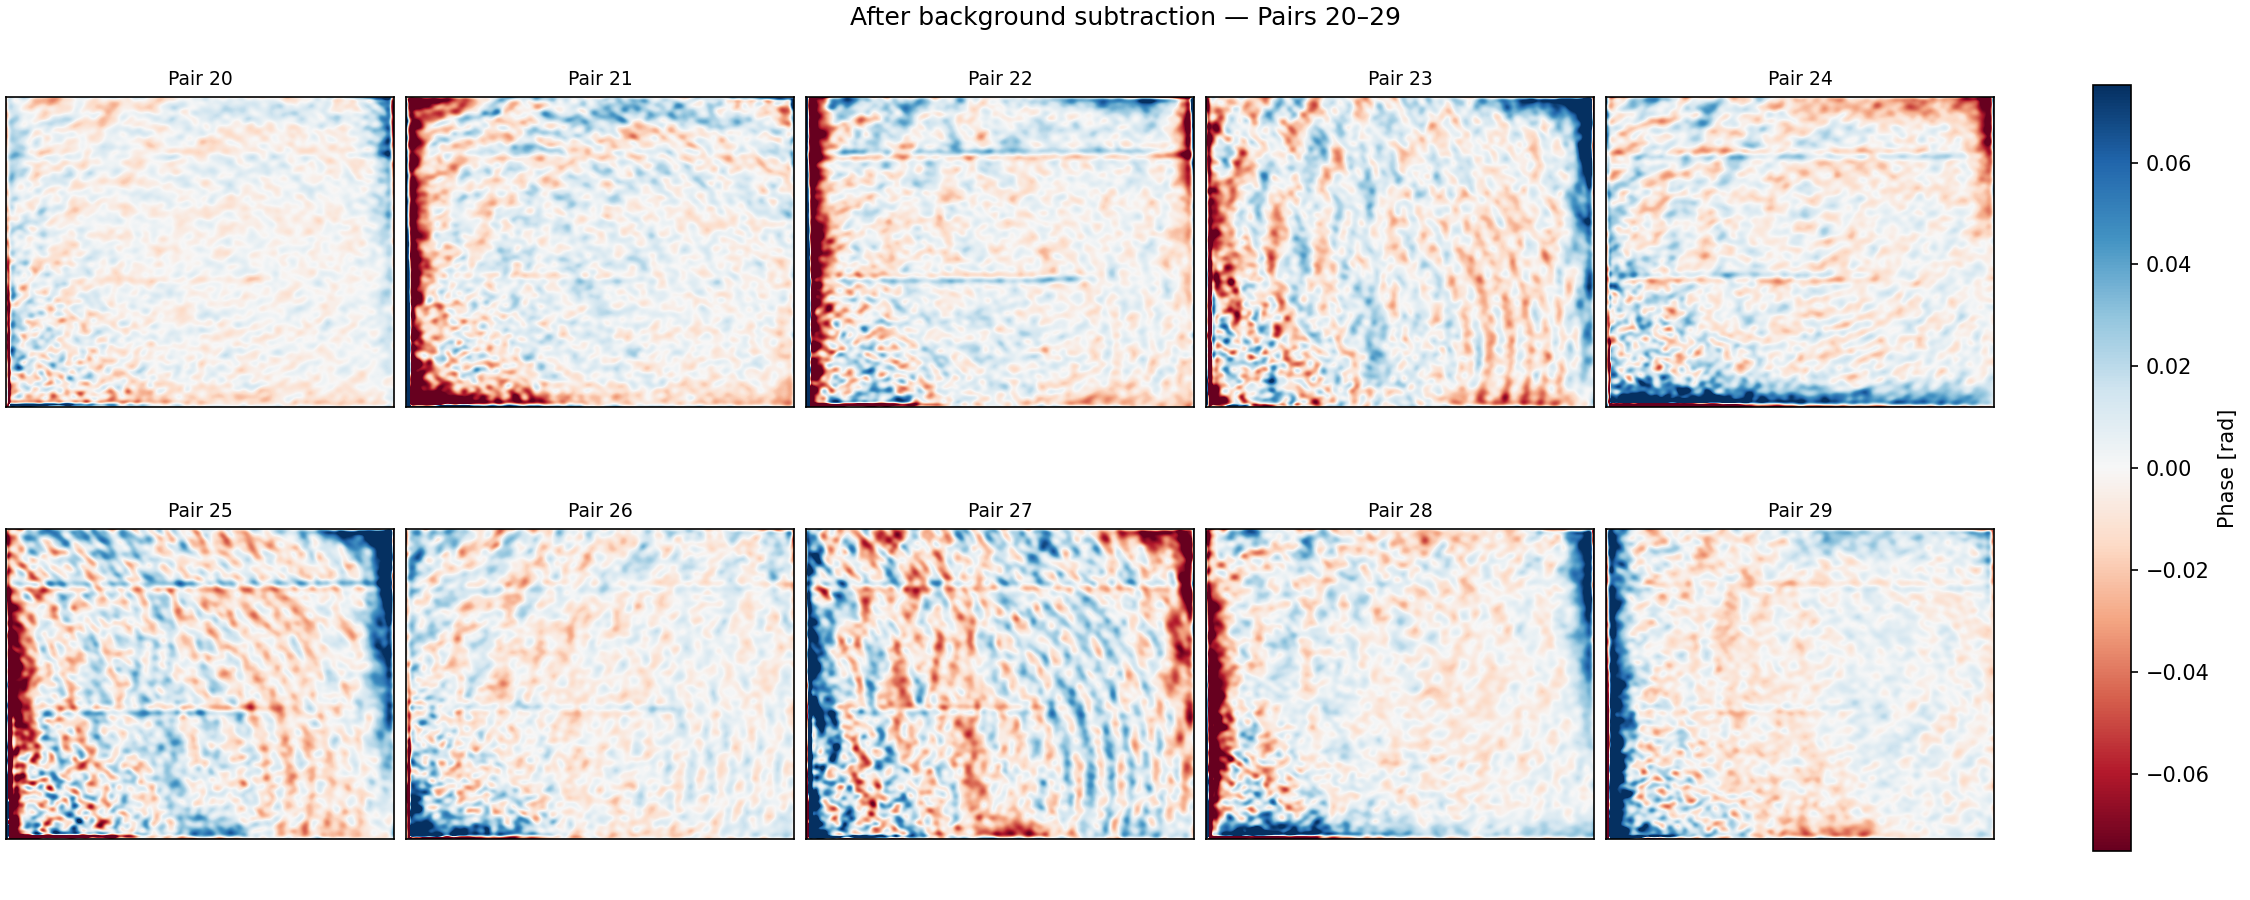 After background subtraction — Pairs 20–29
Pair 20
Pair 21
Pair 22
Pair 23
Pair 24
Pair 25
Pair 26
Pair 27
Pair 28
Pair 29
0.06
0.04
0.02
0.00
−0.02
−0.04
−0.06
Phase [rad]